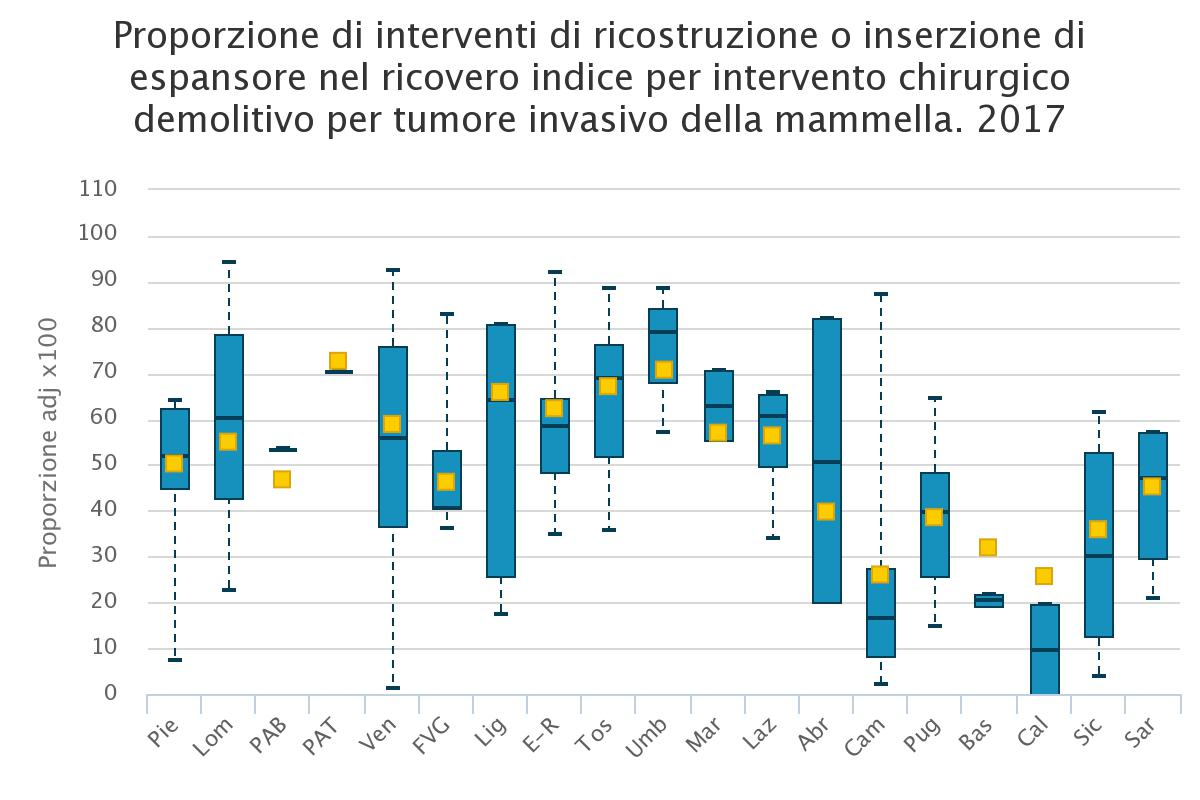 Proporzione di interventi di ricostruzione o inserzione di
espansore nel ricovero indice per intervento chirurgico
demolitivo per tumore invasivo della mammella. 2017
110
100
90
80
70
60
50
40
30
20
10
0
Proporzione adj x100
Pie
Lom
PAB
PAT
Ven
FVG
Lig
E-R
Tos
Umb
Mar
Laz
Abr
Cam
Pug
Bas
Cal
Sic
Sar